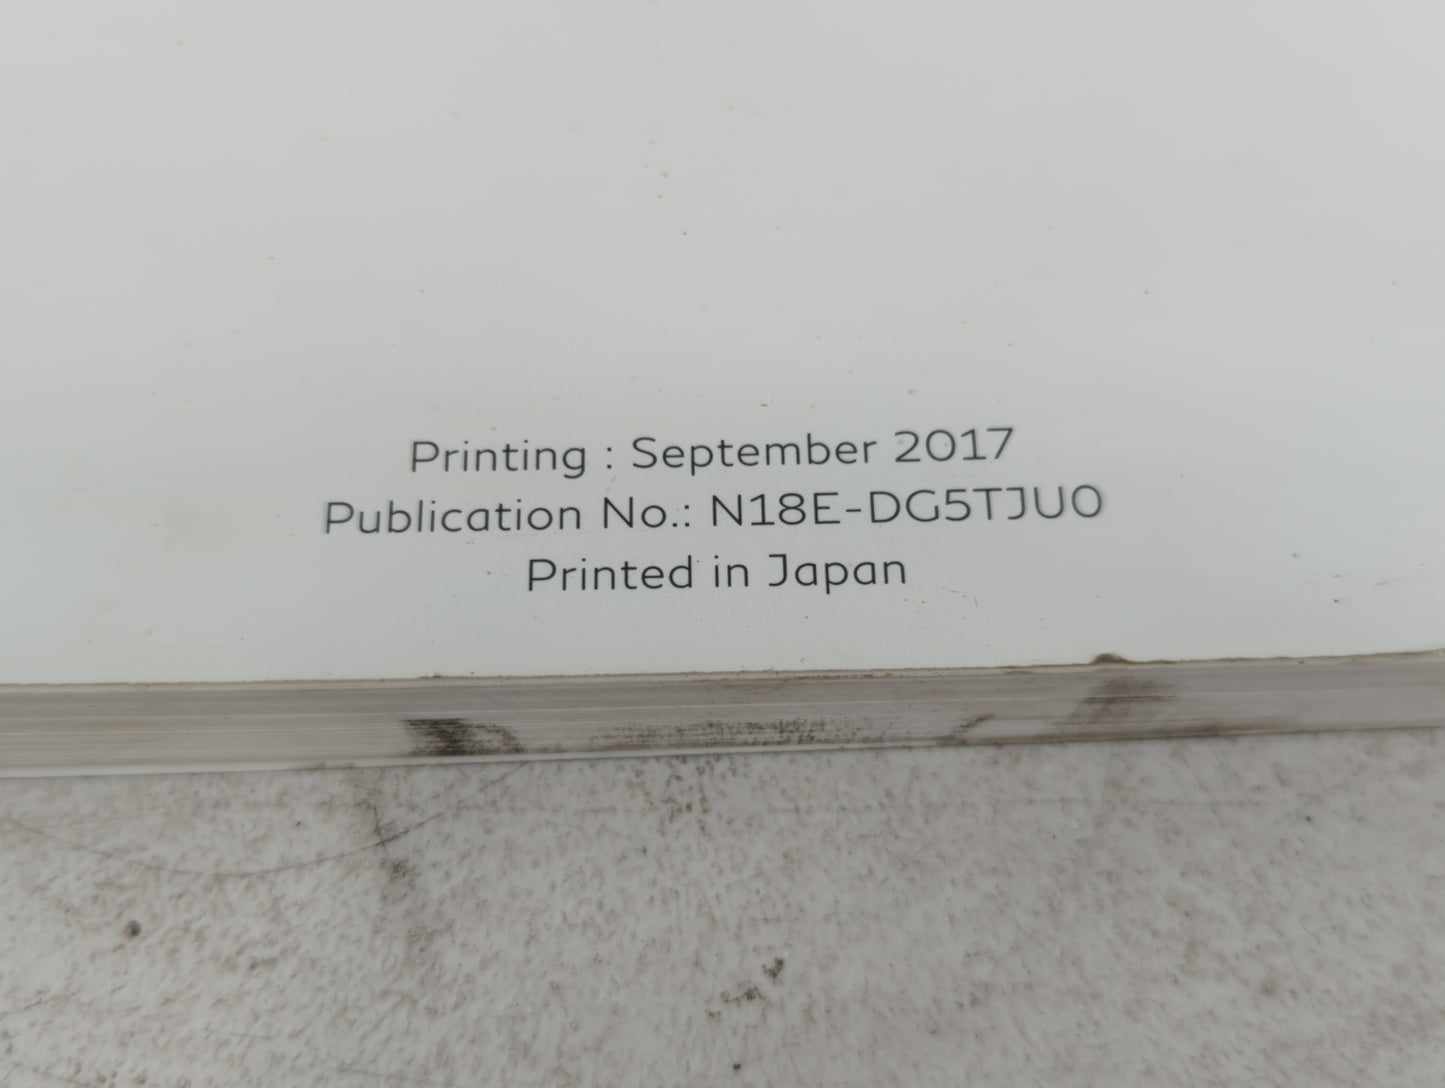 Printing : September 2017
Publication No.: N18E-DG5TJU0
Printed in Japan